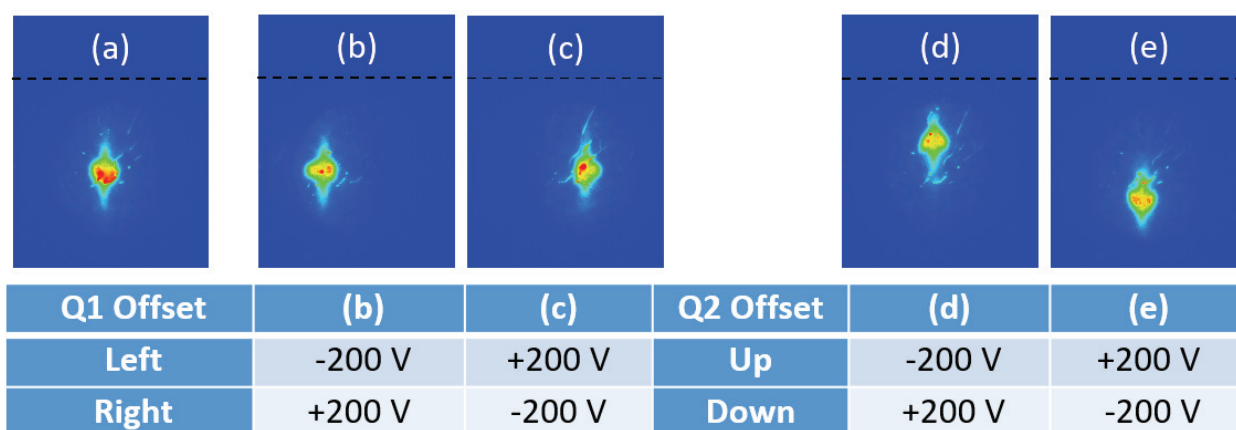 (a) (b) (c) (d) (e)
Q1 Offset (b) (c) Q2 Offset (d) (e)
Left -200 V +200 V Up -200 V +200 V
Right +200 V -200 V Down +200 V -200 V